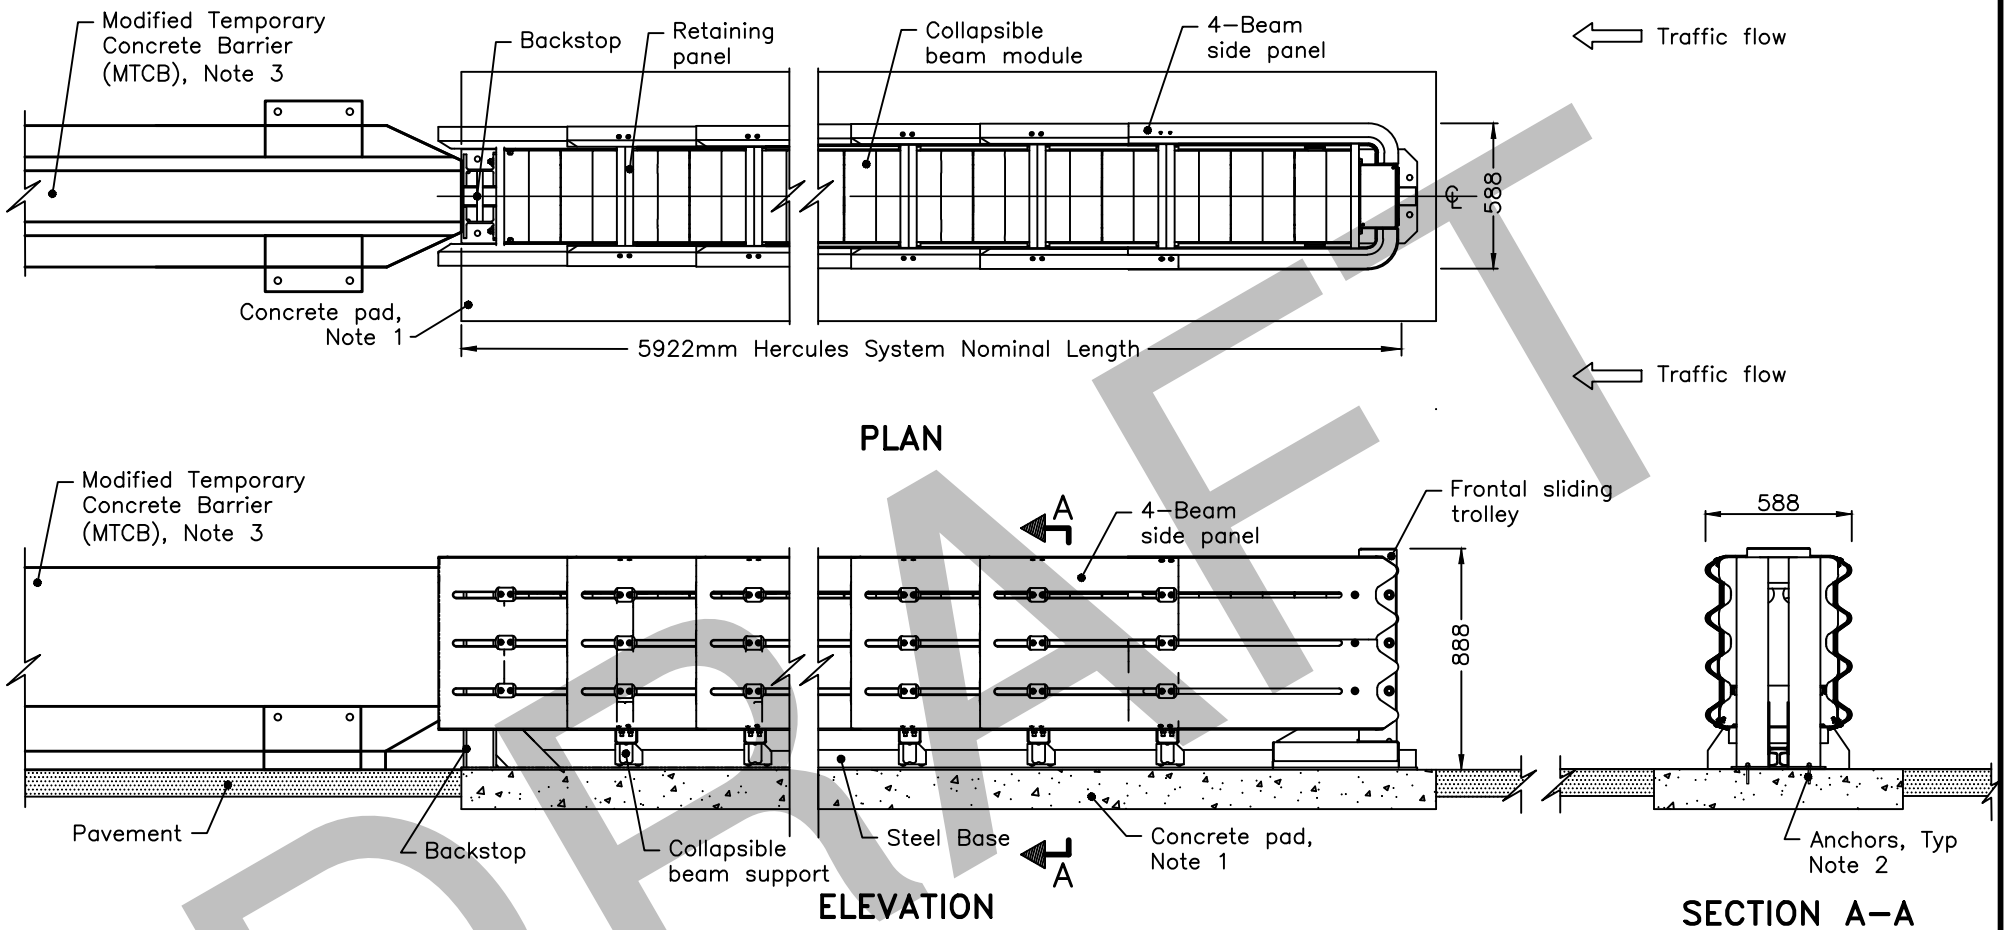 Modified Temporary
Concrete Barrier
(MTCB), Note 3
Backstop
Retaining
panel
Collapsible
beam module
4-Beam
side panel
Traffic flow
℄
588
Concrete pad,
Note 1
5922mm Hercules System Nominal Length
Traffic flow
PLAN
Modified Temporary
Concrete Barrier
(MTCB), Note 3
A
4-Beam
side panel
Frontal sliding
trolley
588
888
Pavement
Backstop
Collapsible
beam support
Steel Base
A
Concrete pad,
Note 1
Anchors, Typ
Note 2
ELEVATION
SECTION A-A
DRAFT